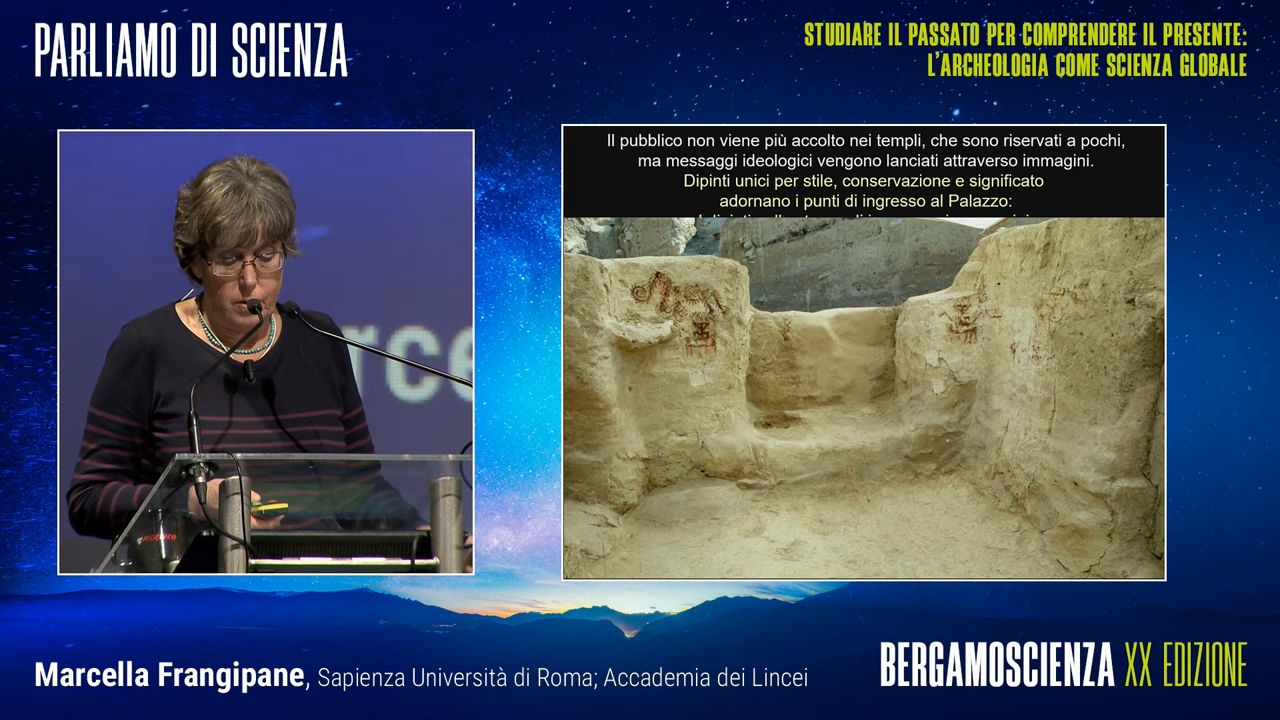 PARLIAMO DI SCIENZA
STUDIARE IL PASSATO PER COMPRENDERE IL PRESENTE:
L'ARCHEOLOGIA COME SCIENZA GLOBALE
Il pubblico non viene più accolto nei templi, che sono riservati a pochi,
ma messaggi ideologici vengono lanciati attraverso immagini.
Dipinti unici per stile, conservazione e significato
adornano i punti di ingresso al Palazzo:
rce
Marcella Frangipane, Sapienza Università di Roma; Accademia dei Lincei
BERGAMOSCIENZA XX EDIZIONE